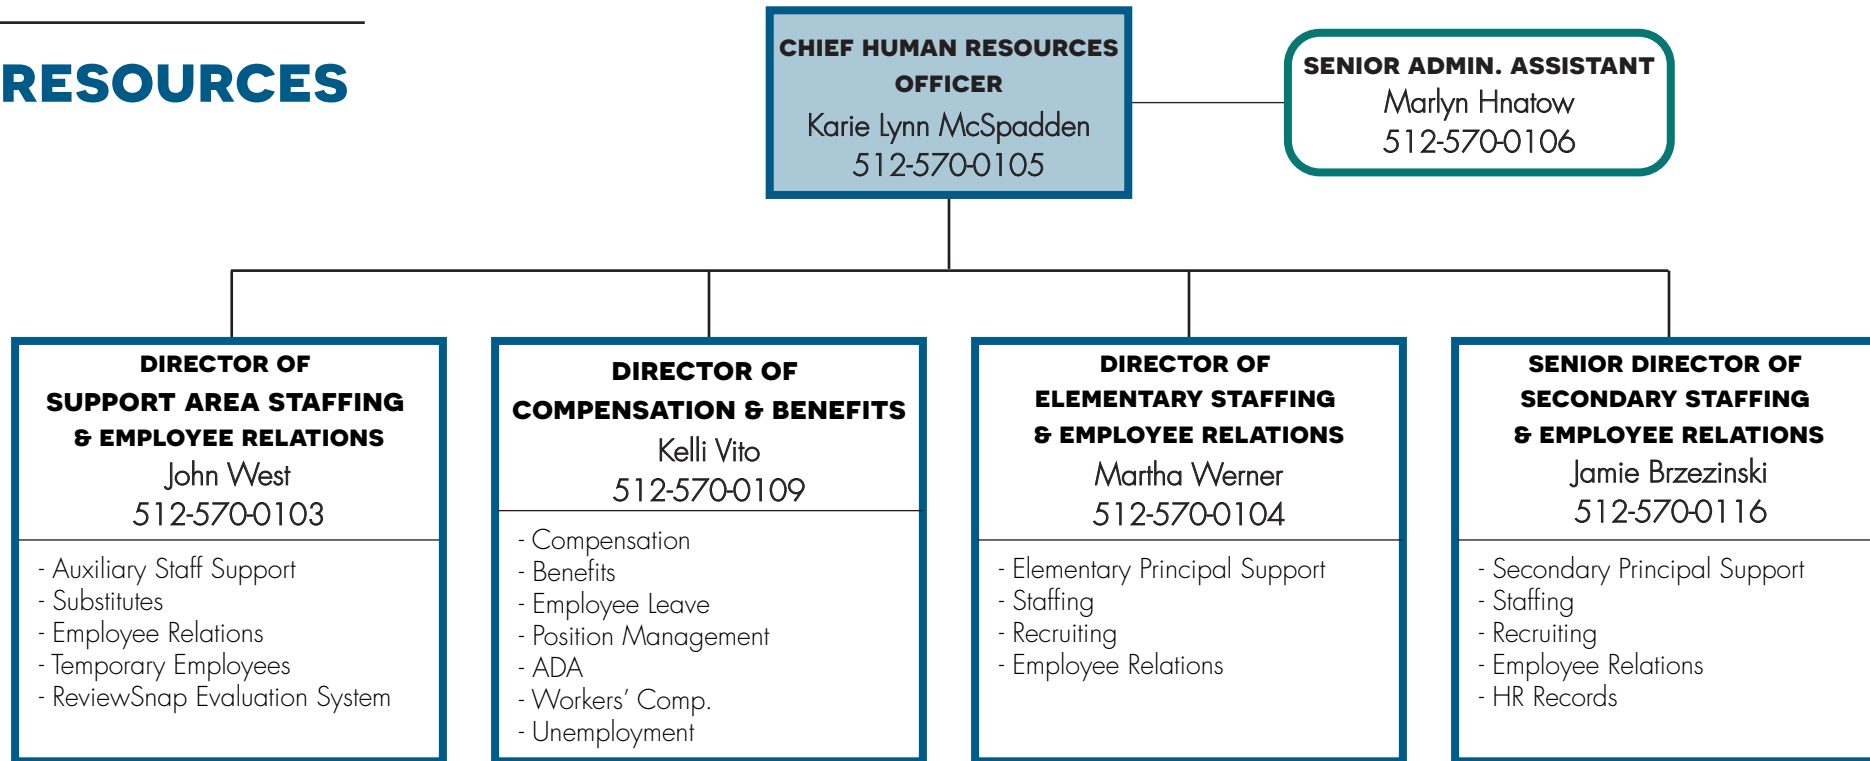 RESOURCES
CHIEF HUMAN RESOURCES
OFFICER
Karie Lynn McSpadden
512-570-0105
SENIOR ADMIN. ASSISTANT
Marlyn Hnatow
512-570-0106
DIRECTOR OF
SUPPORT AREA STAFFING
& EMPLOYEE RELATIONS
John West
512-570-0103
- Auxiliary Staff Support
- Substitutes
- Employee Relations
- Temporary Employees
- ReviewSnap Evaluation System
DIRECTOR OF
COMPENSATION & BENEFITS
Kelli Vito
512-570-0109
- Compensation
- Benefits
- Employee Leave
- Position Management
- ADA
- Workers’ Comp.
- Unemployment
DIRECTOR OF
ELEMENTARY STAFFING
& EMPLOYEE RELATIONS
Martha Werner
512-570-0104
- Elementary Principal Support
- Staffing
- Recruiting
- Employee Relations
SENIOR DIRECTOR OF
SECONDARY STAFFING
& EMPLOYEE RELATIONS
Jamie Brzezinski
512-570-0116
- Secondary Principal Support
- Staffing
- Recruiting
- Employee Relations
- HR Records